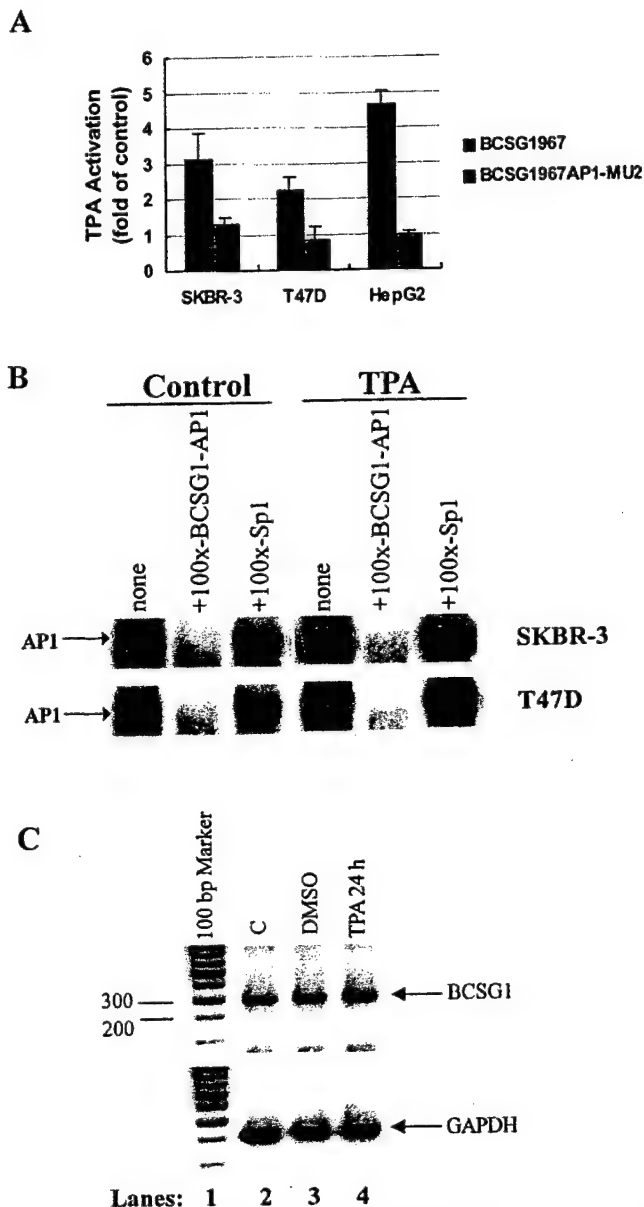 A
TPA Activation
(fold of control)
6
5
4
3
2
1
0
SKBR-3 T47D HepG2
BCSG1967
BCSG1967AP1-MU2
B
Control TPA
none
+100x-BCSG1-AP1
+100x-Sp1
none
+100x-BCSG1-AP1
+100x-Sp1
AP1 SKBR-3
AP1 T47D
C
100 bp Marker
C
DMSO
TPA 24 h
300
200
BCSG1
GAPDH
Lanes: 1 2 3 4